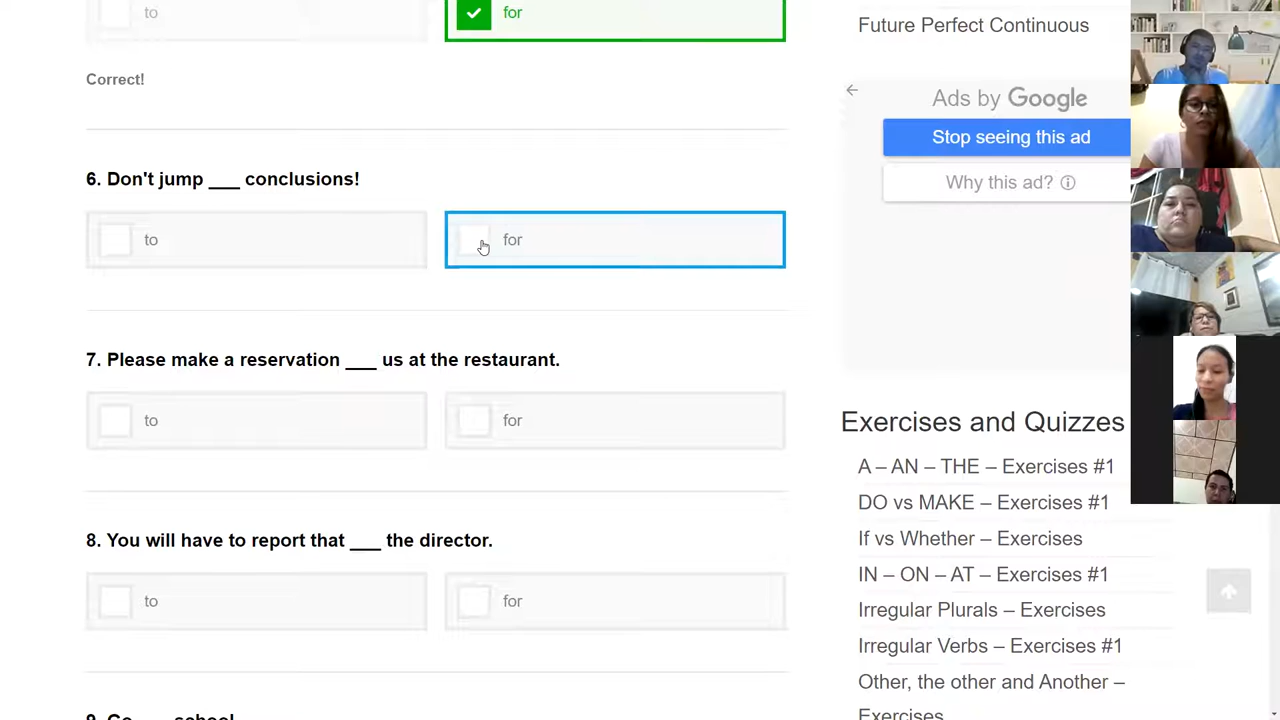 to
for
Correct!
6. Don't jump ___ conclusions!
to
for
7. Please make a reservation ___ us at the restaurant.
to
for
8. You will have to report that ___ the director.
to
for
9. Go ___ school
Future Perfect Continuous
Ads by Google
Stop seeing this ad
Why this ad?
Exercises and Quizzes
A – AN – THE – Exercises #1
DO vs MAKE – Exercises #1
If vs Whether – Exercises
IN – ON – AT – Exercises #1
Irregular Plurals – Exercises
Irregular Verbs – Exercises #1
Other, the other and Another –
Exercises